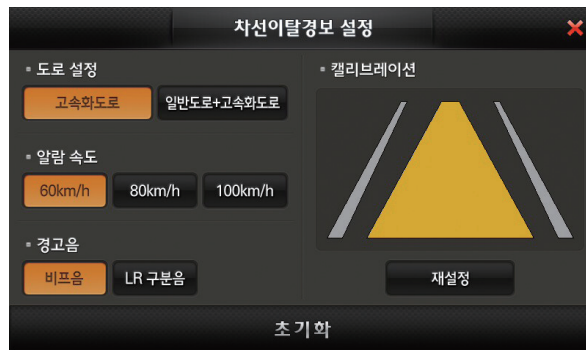 차선이탈경보 설정
도로 설정
고속화도로
일반도로+고속화도로
알람 속도
60km/h
80km/h
100km/h
경고음
비프음
LR 구분음
캘리브레이션
재설정
초기화